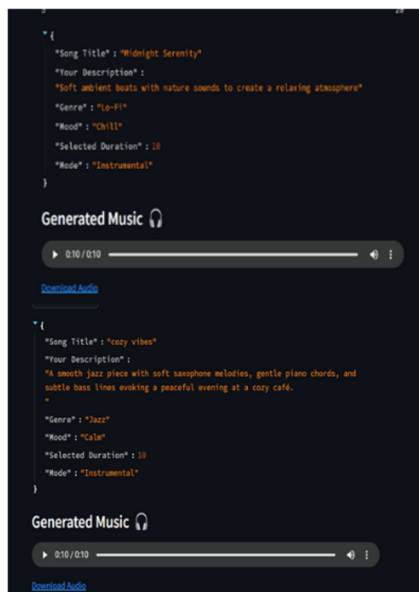 {
"Song Title" : "Midnight Serenity"
"Your Description" :
"Soft ambient beats with nature sounds to create a relaxing atmosphere"
"Genre" : "Lo-Fi"
"Mood" : "Chill"
"Selected Duration" : 10
"Mode" : "Instrumental"
}
Generated Music
0:10 / 0:10
Download Audio
{
"Song Title" : "cozy vibes"
"Your Description" :
"A smooth jazz piece with soft saxophone melodies, gentle piano chords, and
subtle bass lines evoking a peaceful evening at a cozy café.
"
"Genre" : "Jazz"
"Mood" : "Calm"
"Selected Duration" : 10
"Mode" : "Instrumental"
}
Generated Music
0:10 / 0:10
Download Audio